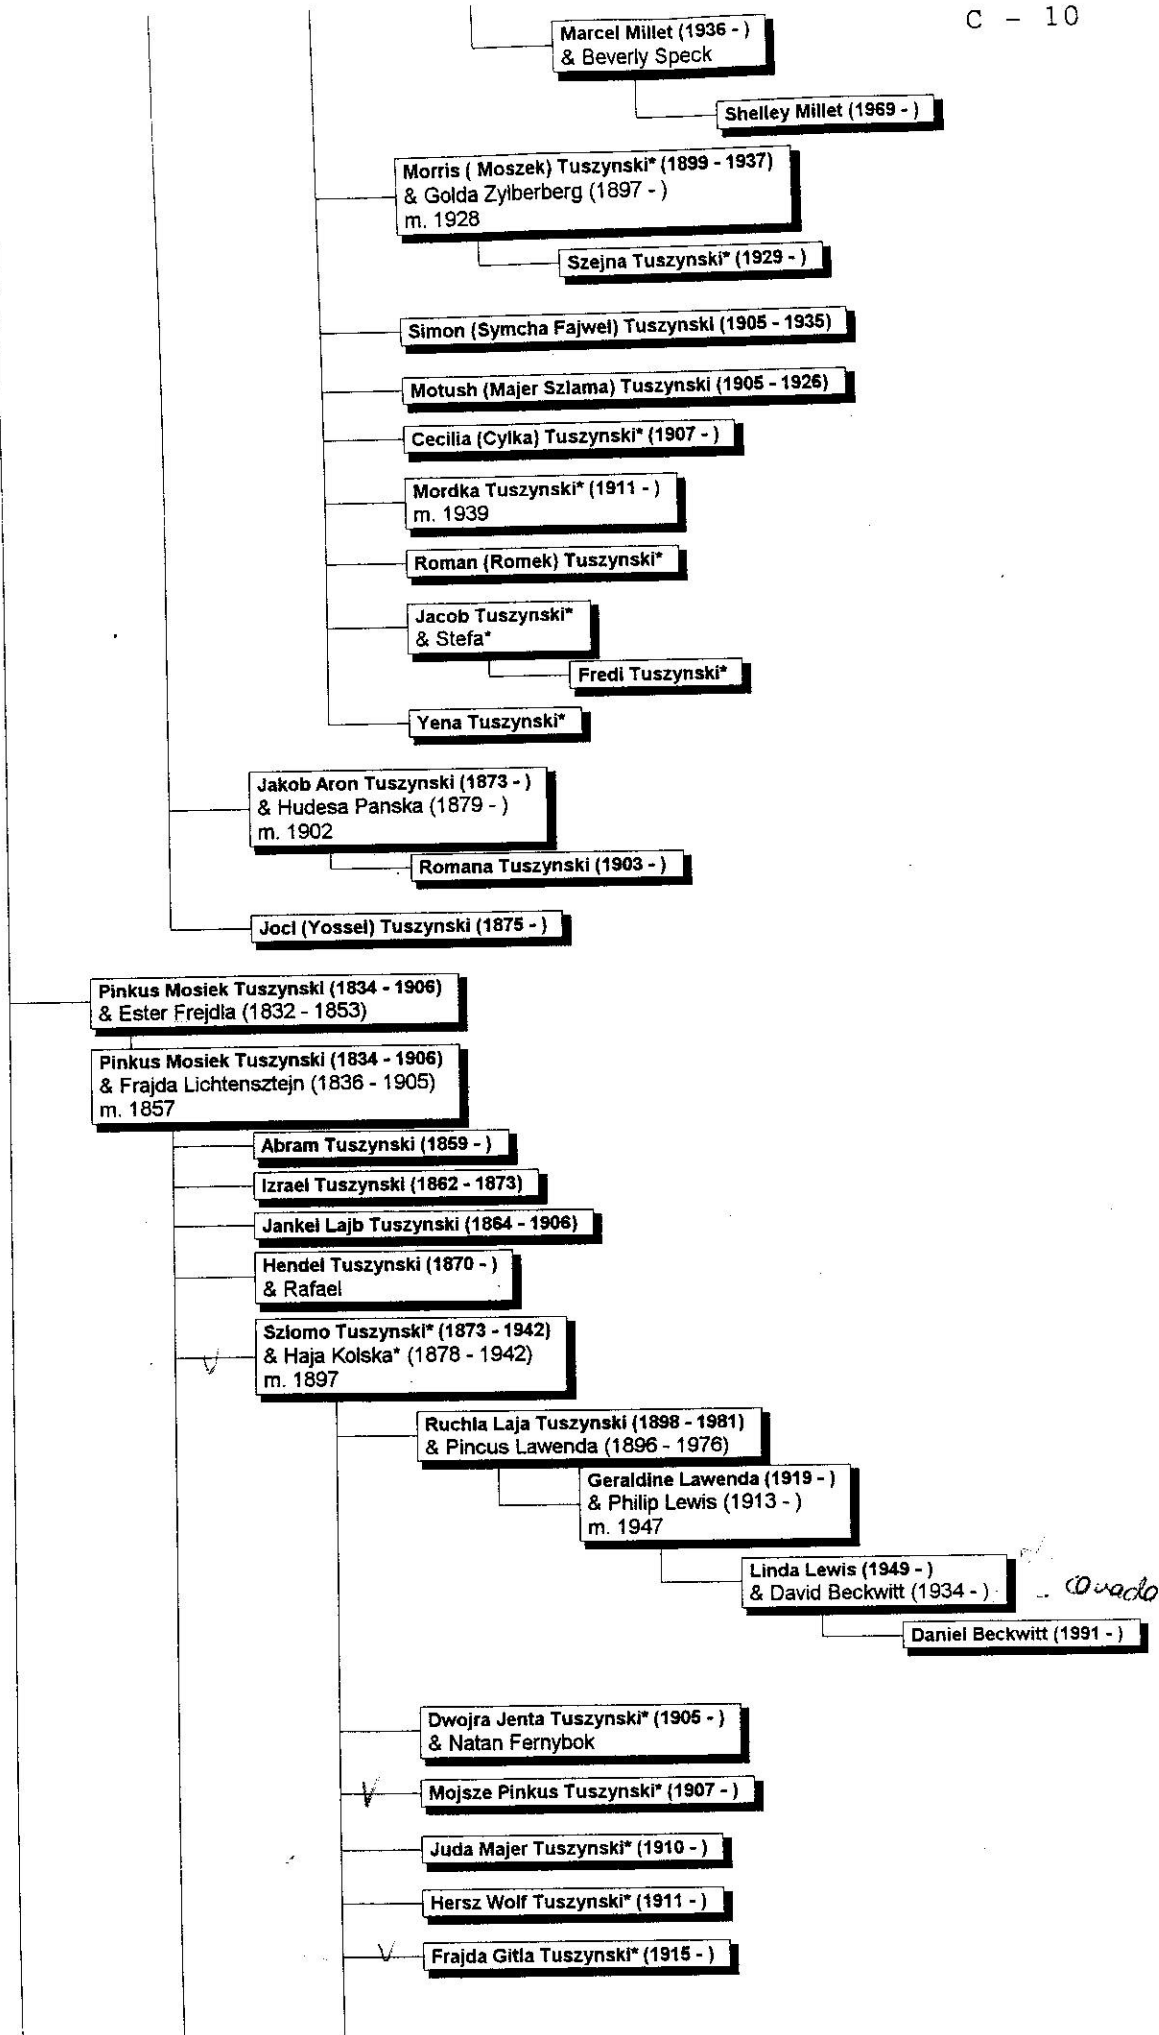 C - 10
Marcel Millet (1936 - )
& Beverly Speck
Shelley Millet (1969 - )
Morris ( Moszek) Tuszynski* (1899 - 1937)
& Golda Zylberberg (1897 - )
m. 1928
Szejna Tuszynski* (1929 - )
Simon (Symcha Fajwel) Tuszynski (1905 - 1935)
Motush (Majer Szlama) Tuszynski (1905 - 1926)
Cecilia (Cylka) Tuszynski* (1907 - )
Mordka Tuszynski* (1911 - )
m. 1939
Roman (Romek) Tuszynski*
Jacob Tuszynski*
& Stefa*
Fredi Tuszynski*
Yena Tuszynski*
Jakob Aron Tuszynski (1873 - )
& Hudesa Panska (1879 - )
m. 1902
Romana Tuszynski (1903 - )
Jocl (Yossel) Tuszynski (1875 - )
Pinkus Mosiek Tuszynski (1834 - 1906)
& Ester Frejdla (1832 - 1853)
Pinkus Mosiek Tuszynski (1834 - 1906)
& Frajda Lichtensztejn (1836 - 1905)
m. 1857
Abram Tuszynski (1859 - )
Izrael Tuszynski (1862 - 1873)
Jankel Lajb Tuszynski (1864 - 1906)
Hendel Tuszynski (1870 - )
& Rafael
Szlomo Tuszynski* (1873 - 1942)
& Haja Kolska* (1878 - 1942)
m. 1897
Ruchla Laja Tuszynski (1898 - 1981)
& Pincus Lawenda (1896 - 1976)
Geraldine Lawenda (1919 - )
& Philip Lewis (1913 - )
m. 1947
Linda Lewis (1949 - )
& David Beckwitt (1934 - )
Canada
Daniel Beckwitt (1991 - )
Dwojra Jenta Tuszynski* (1905 - )
& Natan Fernybok
Mojsze Pinkus Tuszynski* (1907 - )
Juda Majer Tuszynski* (1910 - )
Hersz Wolf Tuszynski* (1911 - )
Frajda Gitla Tuszynski* (1915 - )